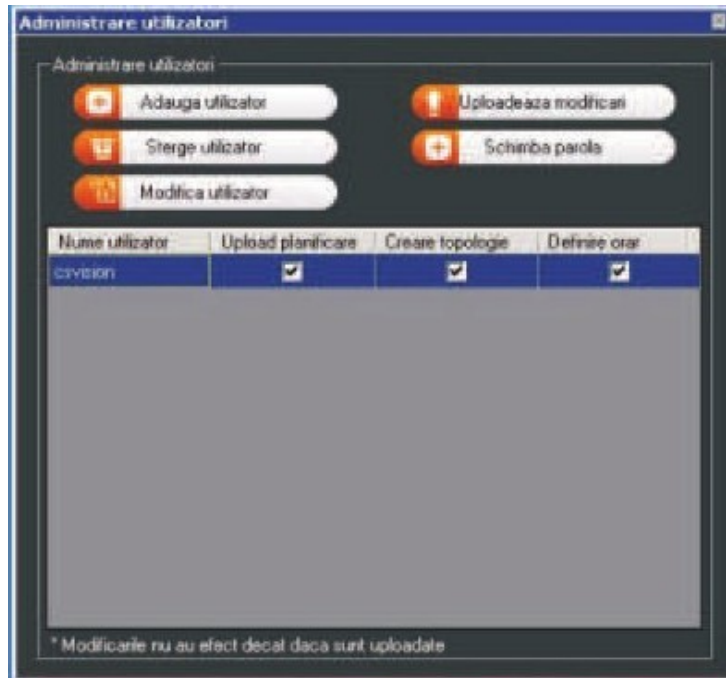 Administrare utilizatori
Administrare utilizatori
Adauga utilizator
Uploadeaza modificari
Sterge utilizator
Schimba parola
Modifica utilizator
Nume utilizator Upload planificare Creare topologie Definire orar
csvision
* Modificarile nu au efect decat daca sunt uploadate